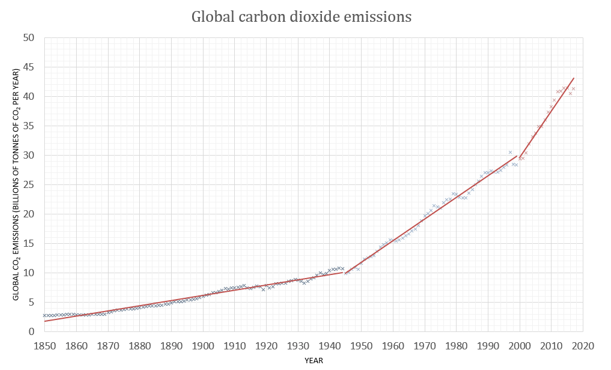 Global carbon dioxide emissions
GLOBAL CO₂ EMISSIONS (BILLIONS OF TONNES OF CO₂ PER YEAR)
50
45
40
35
30
25
20
15
10
5
0
1850 1860 1870 1880 1890 1900 1910 1920 1930 1940 1950 1960 1970 1980 1990 2000 2010 2020
YEAR